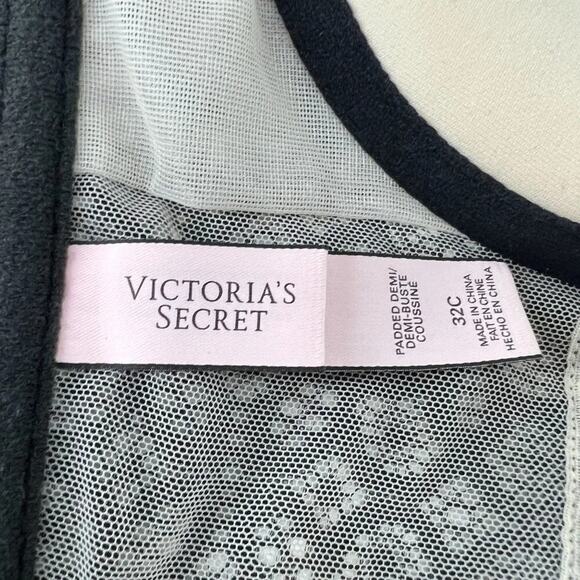 VICTORIA'S
SECRET
PADDED DEMI/
DEMI-BUSTE
COUSSINÉ
32C
MADE IN CHINA
FAIT EN CHINE
HECHO EN CHINA